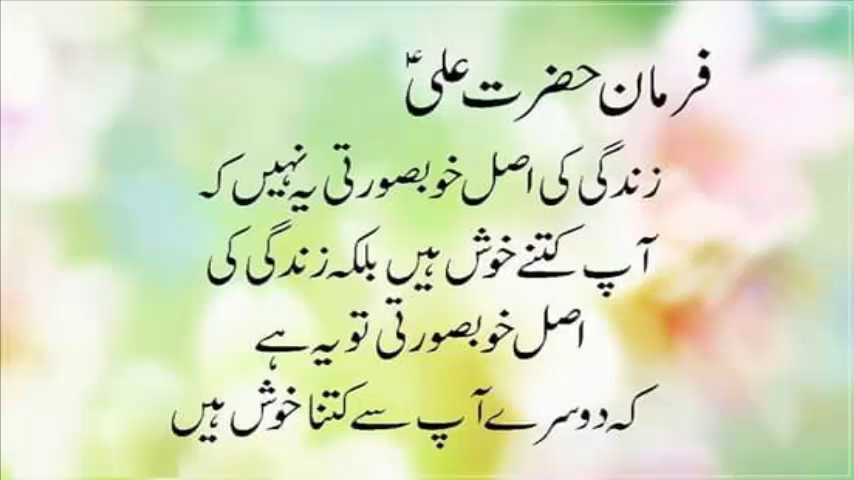 فرمان حضرت علیؑ
زندگی کی اصل خوبصورتی یہ نہیں کہ
آپ کتنے خوش ہیں بلکہ زندگی کی
اصل خوبصورتی تو یہ ہے
کہ دوسرے آپ سے کتنا خوش ہیں